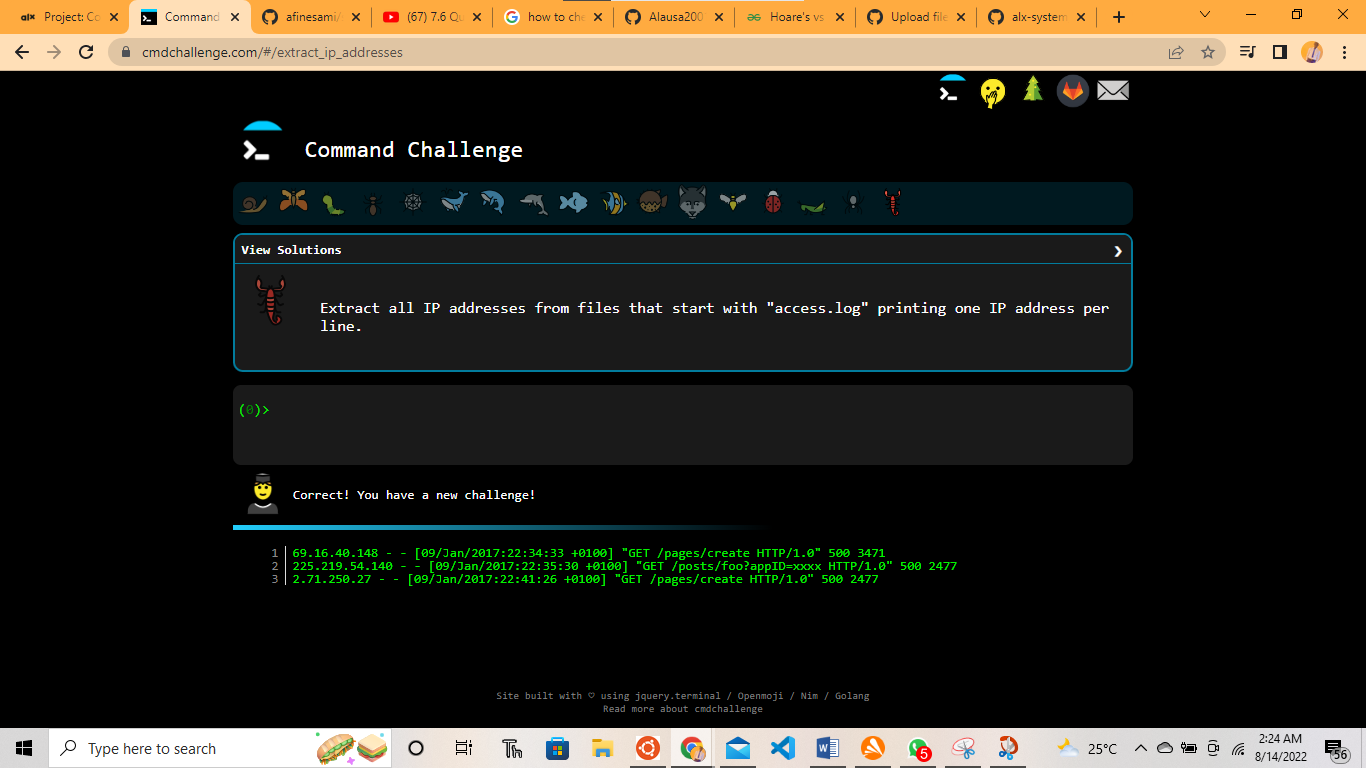 alx Project: Co
Command
afinesami/
(67) 7.6 Qu
how to che
Alausa200
Hoare's vs
Upload file
alx-system
cmdchallenge.com/#/extract_ip_addresses
Command Challenge
View Solutions
Extract all IP addresses from files that start with "access.log" printing one IP address per
line.
(0)>
Correct! You have a new challenge!
1 69.16.40.148 - - [09/Jan/2017:22:34:33 +0100] "GET /pages/create HTTP/1.0" 500 3471
2 225.219.54.140 - - [09/Jan/2017:22:35:30 +0100] "GET /posts/foo?appID=xxxx HTTP/1.0" 500 2477
3 2.71.250.27 - - [09/Jan/2017:22:41:26 +0100] "GET /pages/create HTTP/1.0" 500 2477
Site built with ♡ using jquery.terminal / Openmoji / Nim / Golang
Read more about cmdchallenge
Type here to search
5
25°C
2:24 AM
8/14/2022
56